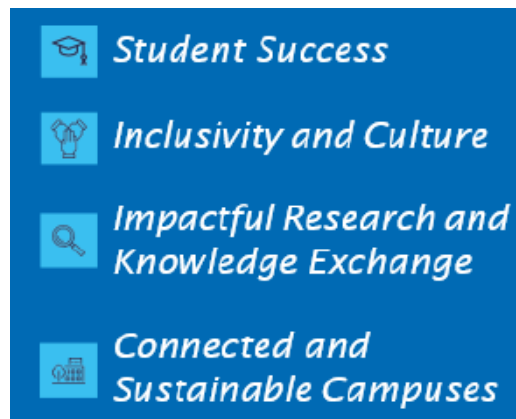 Student Success
Inclusivity and Culture
Impactful Research and
Knowledge Exchange
Connected and
Sustainable Campuses